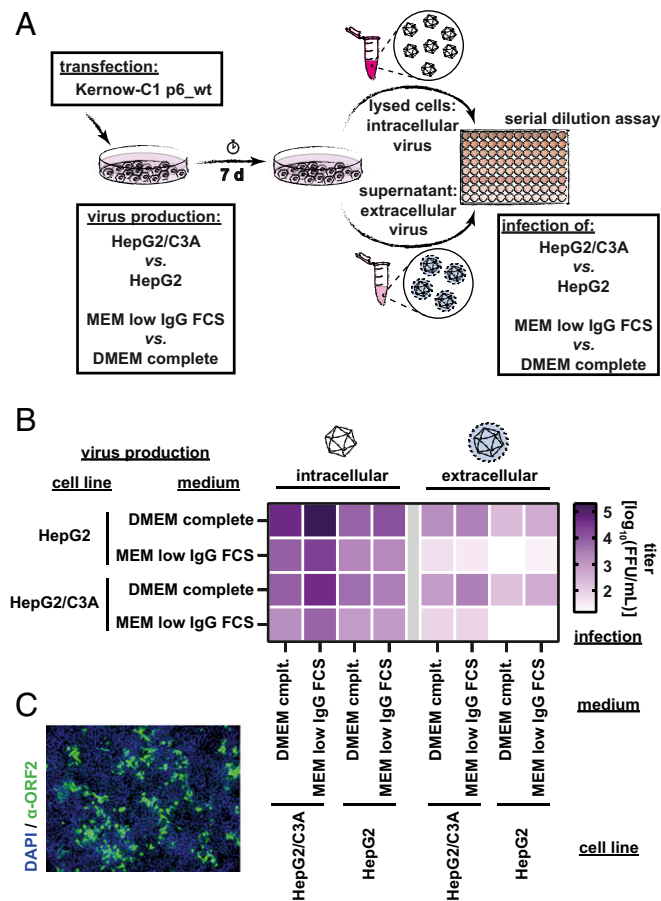 A
transfection:
Kernow-C1 p6_wt
7 d
lysed cells:
intracellular
virus
supernatant:
extracellular
virus
serial dilution assay
virus production:
HepG2/C3A
vs.
HepG2
MEM low IgG FCS
vs.
DMEM complete
infection of:
HepG2/C3A
vs.
HepG2
MEM low IgG FCS
vs.
DMEM complete
B
virus production
cell line
medium
intracellular
extracellular
HepG2
DMEM complete
MEM low IgG FCS
HepG2/C3A
DMEM complete
MEM low IgG FCS
5
4
3
2
titer
[log10(FFU/mL)]
infection
DMEM cmplt.
MEM low IgG FCS
DMEM cmplt.
MEM low IgG FCS
DMEM cmplt.
MEM low IgG FCS
DMEM cmplt.
MEM low IgG FCS
medium
HepG2/C3A
HepG2
HepG2/C3A
HepG2
cell line
C
DAPI / α-ORF2